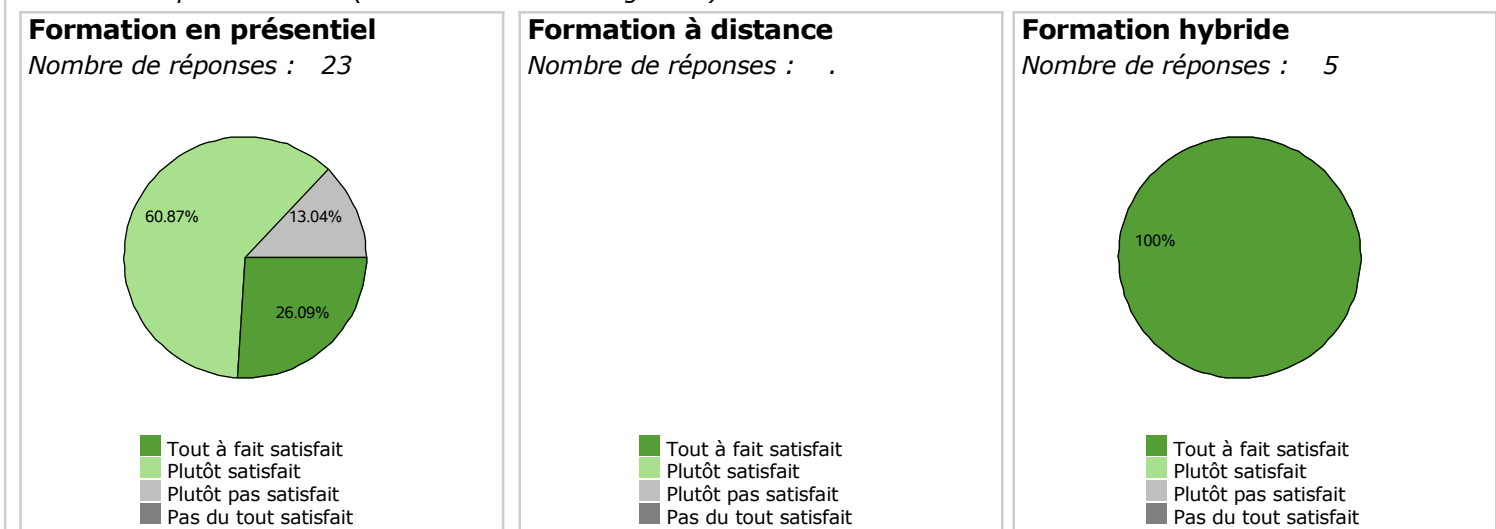 Formation en présentiel
Nombre de réponses : 23
60.87%
13.04%
26.09%
Tout à fait satisfait
Plutôt satisfait
Plutôt pas satisfait
Pas du tout satisfait
Formation à distance
Nombre de réponses : .
Tout à fait satisfait
Plutôt satisfait
Plutôt pas satisfait
Pas du tout satisfait
Formation hybride
Nombre de réponses : 5
100%
Tout à fait satisfait
Plutôt satisfait
Plutôt pas satisfait
Pas du tout satisfait